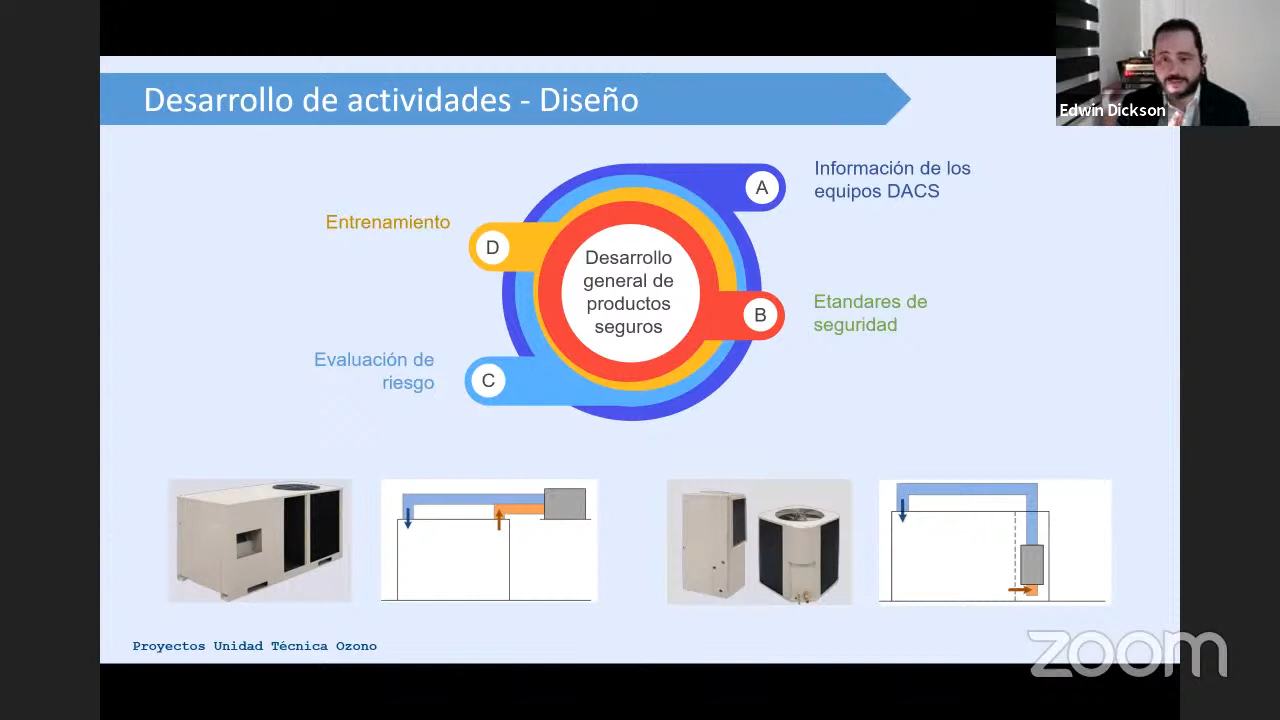 Desarrollo de actividades - Diseño
Edwin Dickson
Información de los
equipos DACS
A
Entrenamiento
D
Desarrollo
general de
productos
seguros
B
Etandares de
seguridad
Evaluación de
riesgo
C
Proyectos Unidad Técnica Ozono
zoom